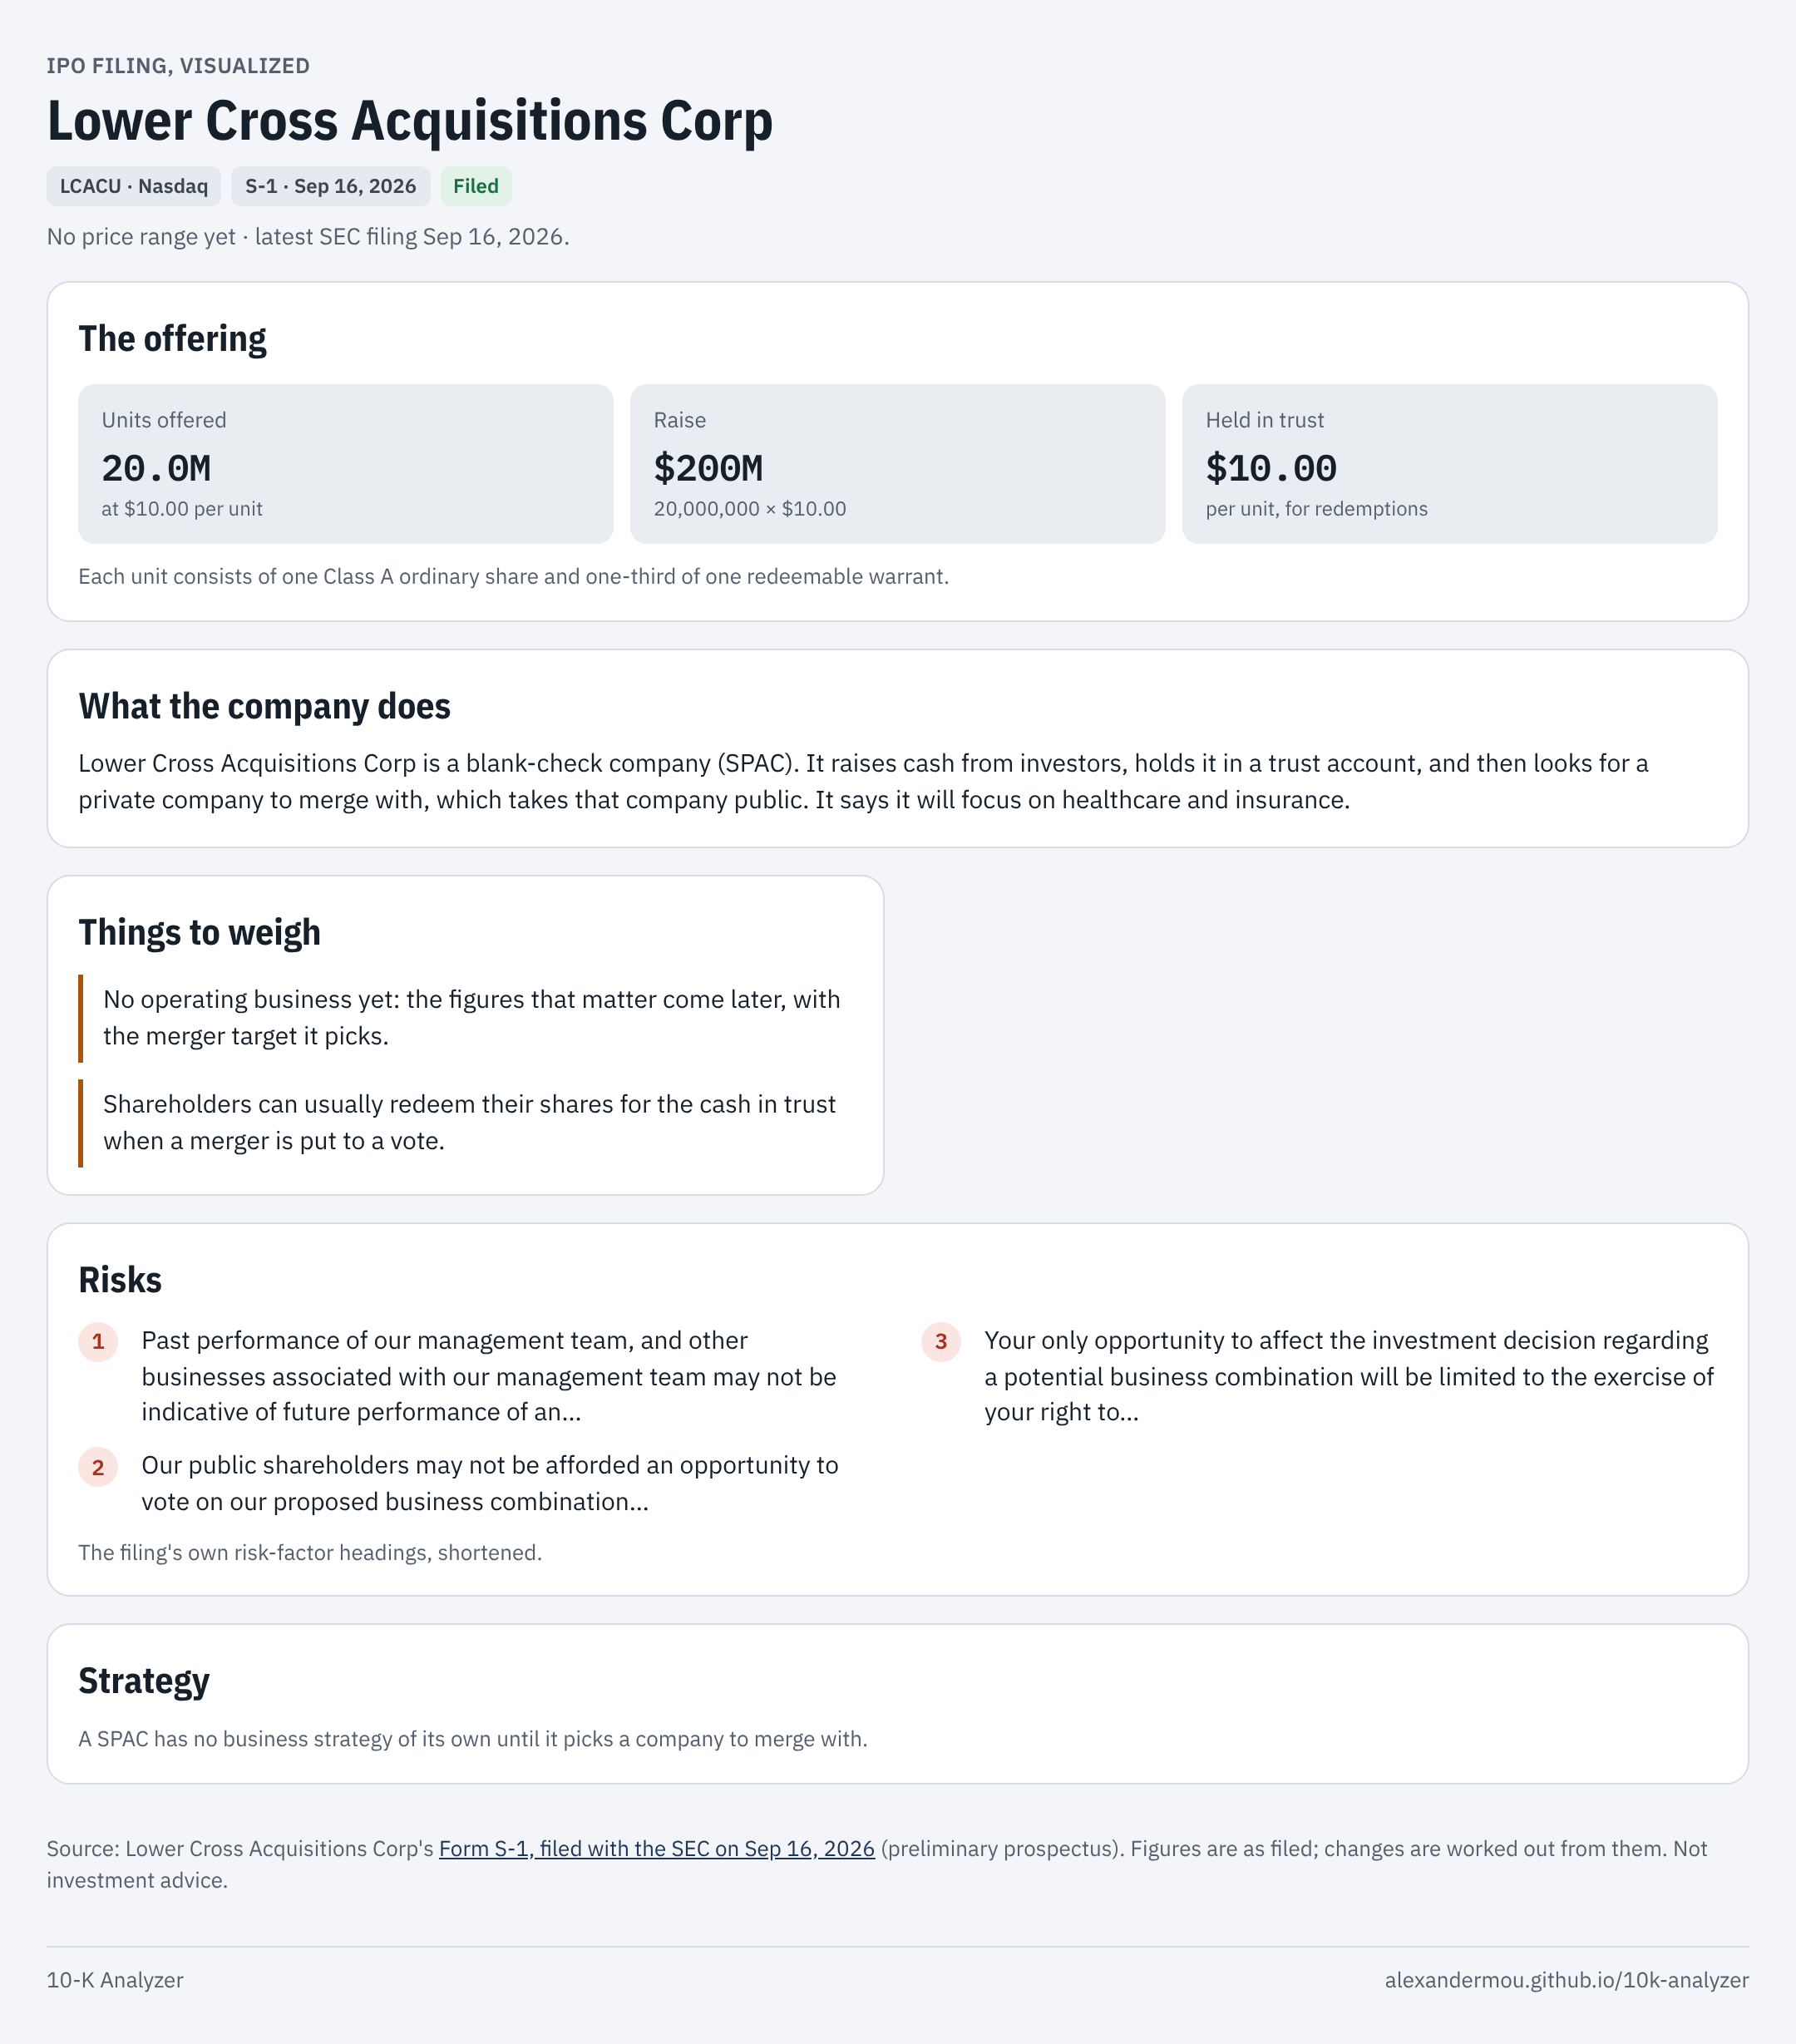 IPO FILING, VISUALIZED
Lower Cross Acquisitions Corp
LCACU · Nasdaq
S-1 · Sep 16, 2026
Filed
No price range yet · latest SEC filing Sep 16, 2026.
The offering
Units offered
20.0M
at $10.00 per unit
Raise
$200M
20,000,000 × $10.00
Held in trust
$10.00
per unit, for redemptions
Each unit consists of one Class A ordinary share and one-third of one redeemable warrant.
What the company does
Lower Cross Acquisitions Corp is a blank-check company (SPAC). It raises cash from investors, holds it in a trust account, and then looks for a
private company to merge with, which takes that company public. It says it will focus on healthcare and insurance.
Things to weigh
No operating business yet: the figures that matter come later, with
the merger target it picks.
Shareholders can usually redeem their shares for the cash in trust
when a merger is put to a vote.
Risks
1 Past performance of our management team, and other
businesses associated with our management team may not be
indicative of future performance of an...
2 Our public shareholders may not be afforded an opportunity to
vote on our proposed business combination...
3 Your only opportunity to affect the investment decision regarding
a potential business combination will be limited to the exercise of
your right to...
The filing's own risk-factor headings, shortened.
Strategy
A SPAC has no business strategy of its own until it picks a company to merge with.
Source: Lower Cross Acquisitions Corp's Form S-1, filed with the SEC on Sep 16, 2026 (preliminary prospectus). Figures are as filed; changes are worked out from them. Not
investment advice.
10-K Analyzer
alexandermou.github.io/10k-analyzer